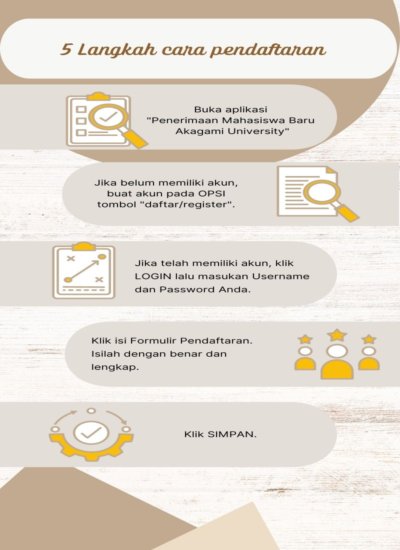 5 Langkah cara pendaftaran
Buka aplikasi
"Penerimaan Mahasiswa Baru
Akagami University"
Jika belum memiliki akun,
buat akun pada OPSI
tombol "daftar/register".
Jika telah memiliki akun, klik
LOGIN lalu masukan Username
dan Password Anda.
Klik isi Formulir Pendaftaran.
Isilah dengan benar dan
lengkap.
Klik SIMPAN.